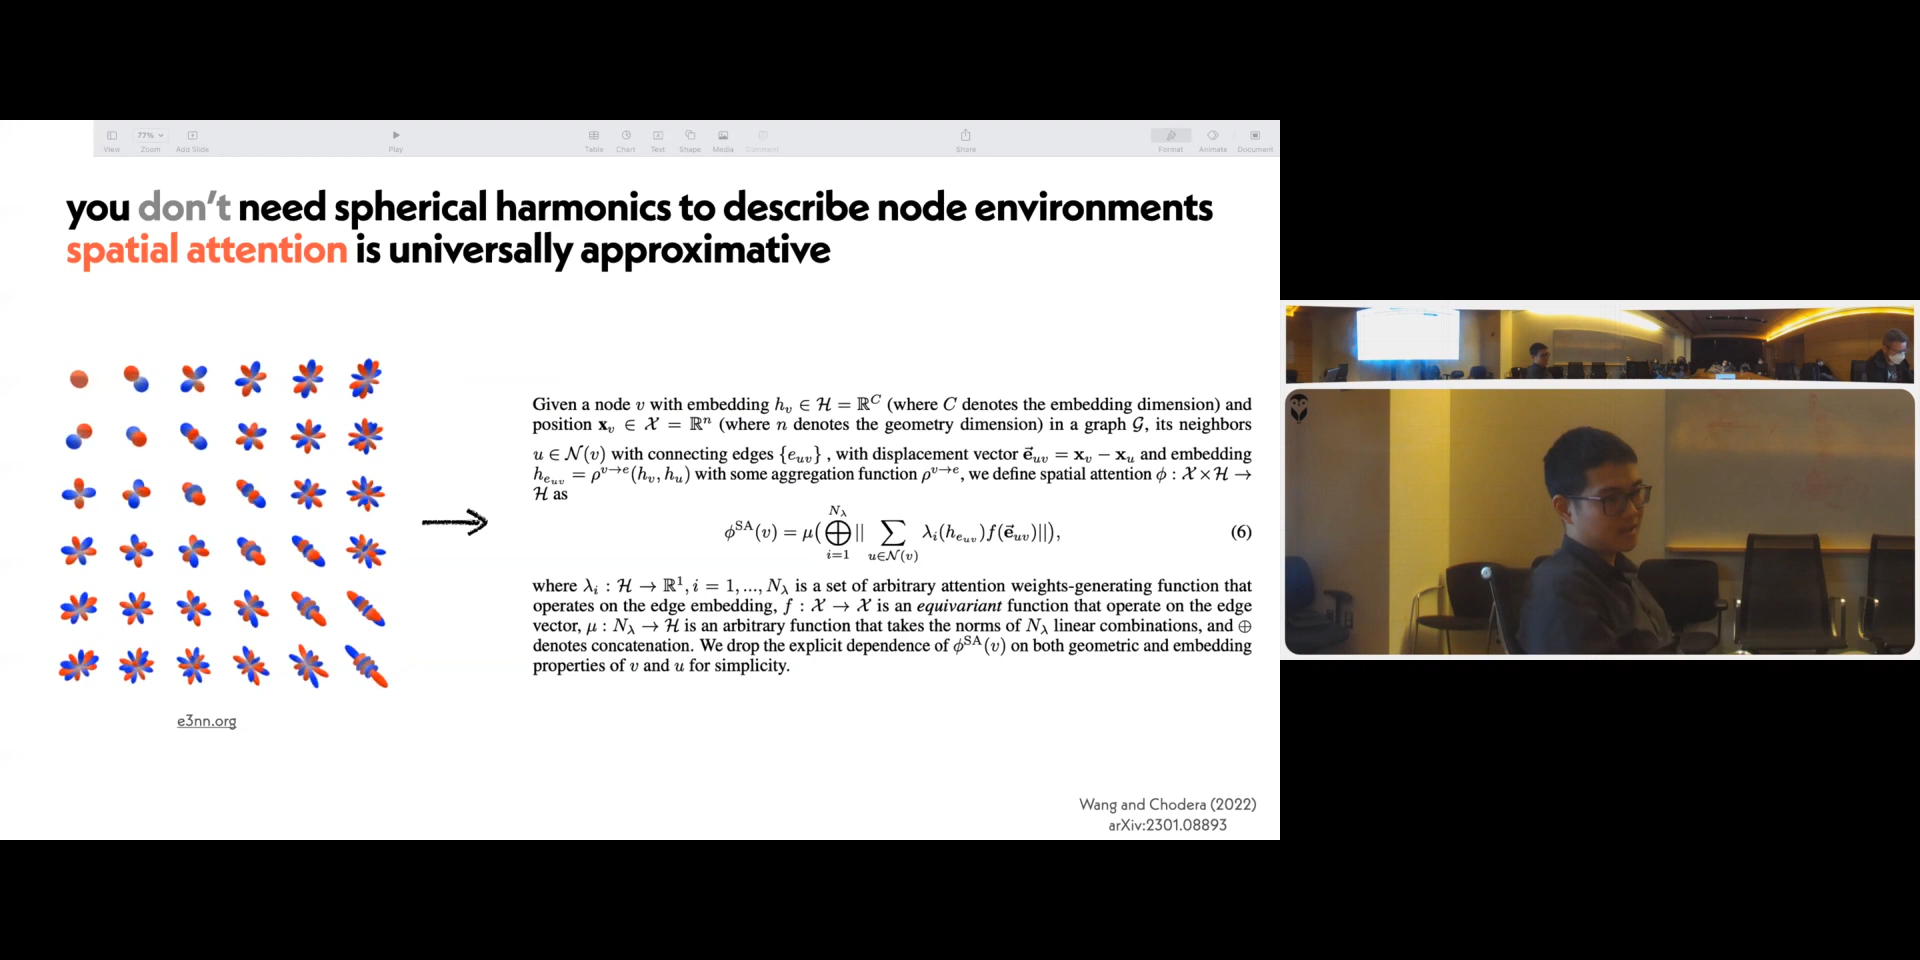 View
77%
Zoom
Add Slide
Play
Table
Chart
Text
Shape
Media
Comment
Share
Format
Animate
Document
you don't need spherical harmonics to describe node environments
spatial attention is universally approximative
Given a node v with embedding h_v ∈ ℋ = ℝ^C (where C denotes the embedding dimension) and
position 𝐱_v ∈ 𝒳 = ℝ^n (where n denotes the geometry dimension) in a graph 𝒢, its neighbors
u ∈ 𝒩(v) with connecting edges {e_uv} , with displacement vector 𝐞⃗_uv = 𝐱_v − 𝐱_u and embedding
h_{e_uv} = ρ^{v→e}(h_v, h_u) with some aggregation function ρ^{v→e}, we define spatial attention ϕ : 𝒳 × ℋ →
ℋ as
ϕ^SA(v) = μ( ⊕_{i=1}^{N_λ} || ∑_{u∈𝒩(v)} λ_i(h_{e_uv}) f(𝐞⃗_uv)||), (6)
where λ_i : ℋ → ℝ^1, i = 1, ..., N_λ is a set of arbitrary attention weights-generating function that
operates on the edge embedding, f : 𝒳 → 𝒳 is an equivariant function that operate on the edge
vector, μ : N_λ → ℋ is an arbitrary function that takes the norms of N_λ linear combinations, and ⊕
denotes concatenation. We drop the explicit dependence of ϕ^SA(v) on both geometric and embedding
properties of v and u for simplicity.
e3nn.org
Wang and Chodera (2022)
arXiv:2301.08893